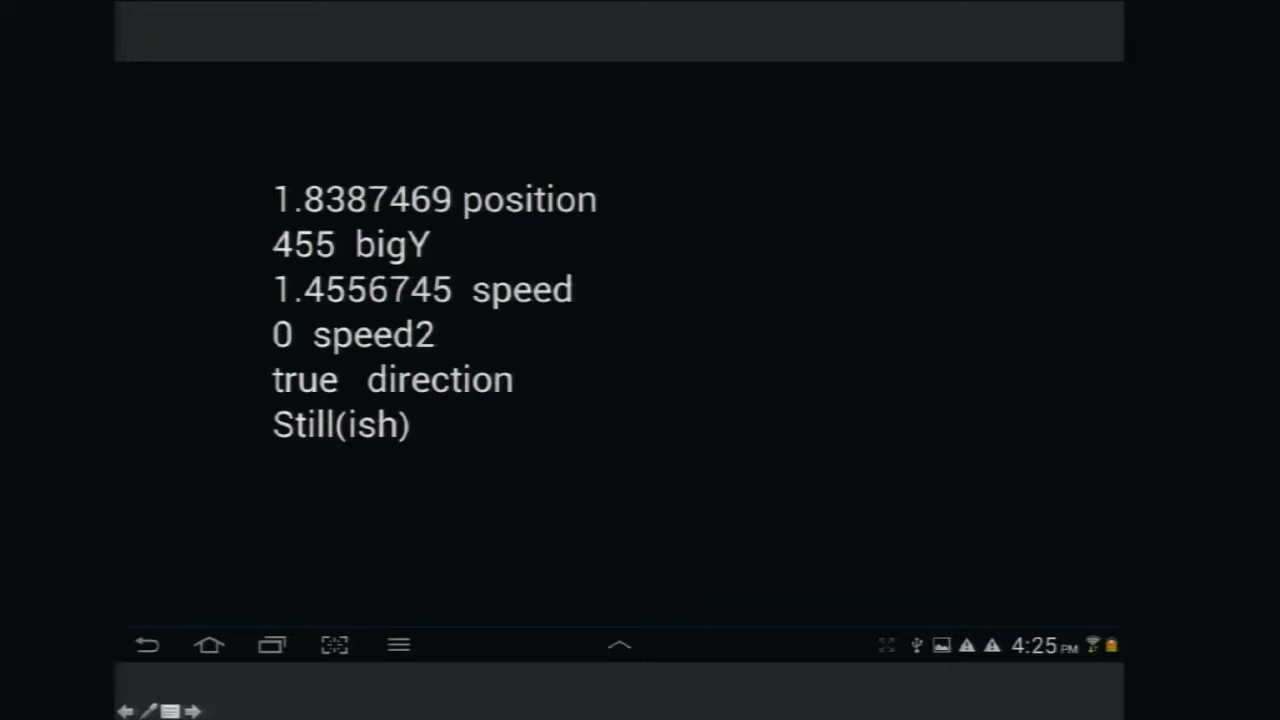 1.8387469 position
455 bigY
1.4556745 speed
0 speed2
true direction
Still(ish)
4:25 PM